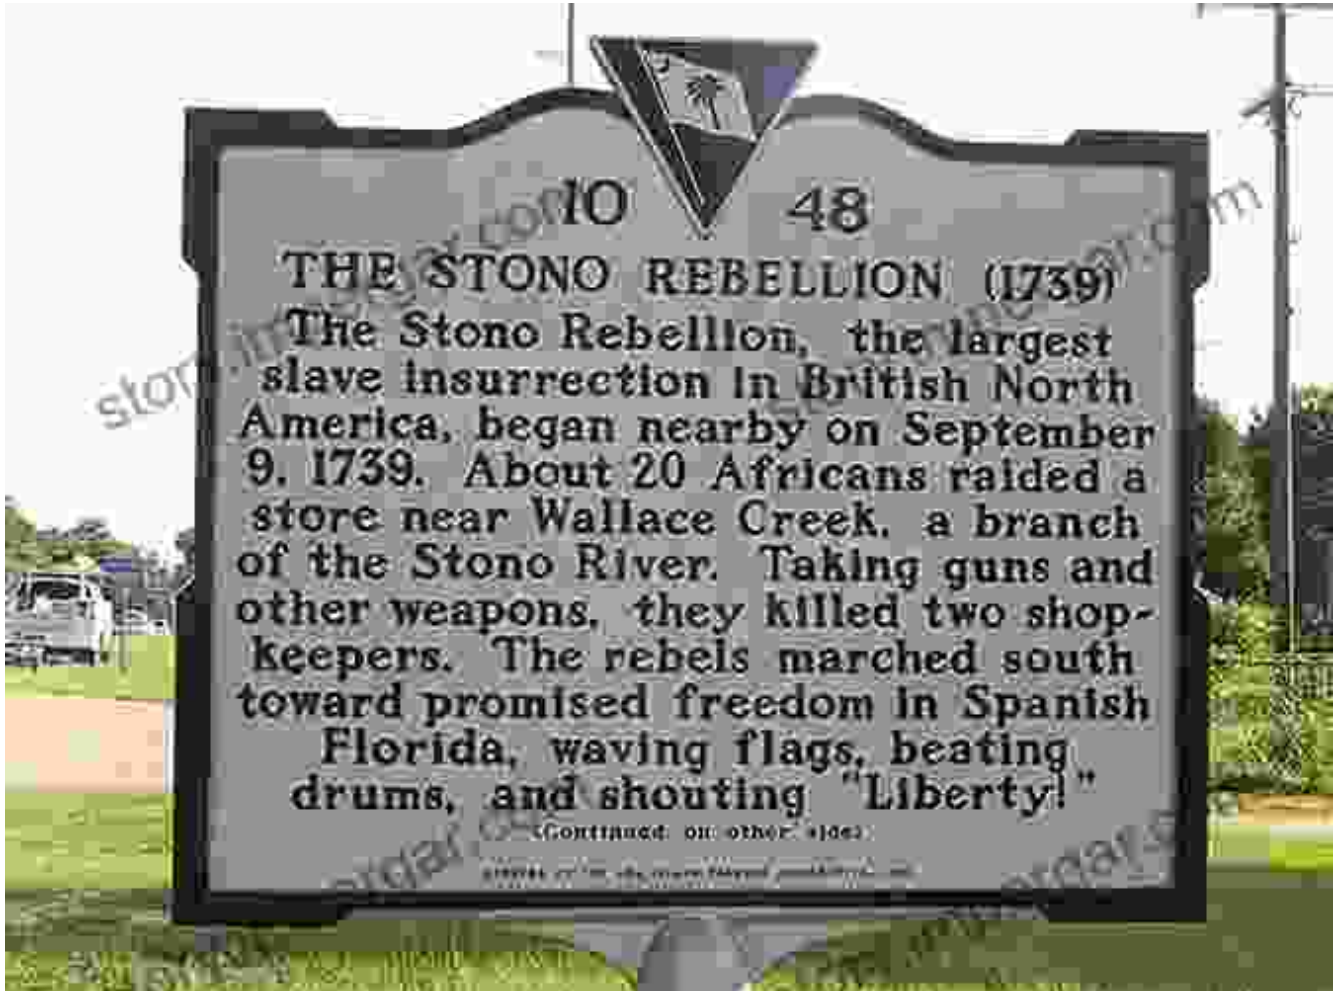 10 48
THE STONO REBELLION (1739)
The Stono Rebellion, the largest
slave insurrection in British North
America, began nearby on September
9, 1739. About 20 Africans raided a
store near Wallace Creek, a branch
of the Stono River. Taking guns and
other weapons, they killed two shop-
keepers. The rebels marched south
toward promised freedom in Spanish
Florida, waving flags, beating
drums, and shouting "Liberty!"
(Continued on other side)